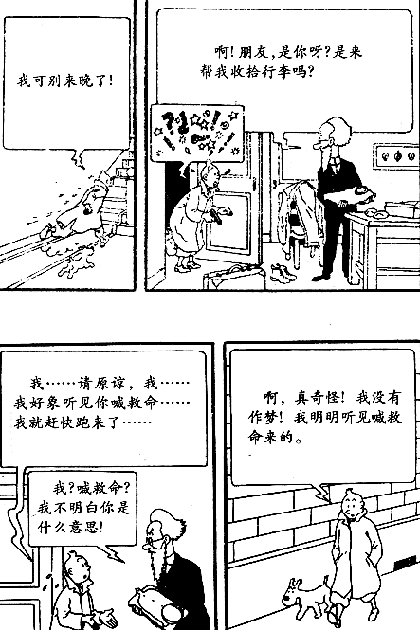 我可别来晚了！
啊！朋友，是你呀？是来
帮我收拾行李吗？
?!
我……请原谅，我……
我好象听见你喊救命……
我就赶快跑来了……
我？喊救命？
我不明白你是
什么意思！
啊，真奇怪！我没有
作梦！我明明听见喊救
命来的。